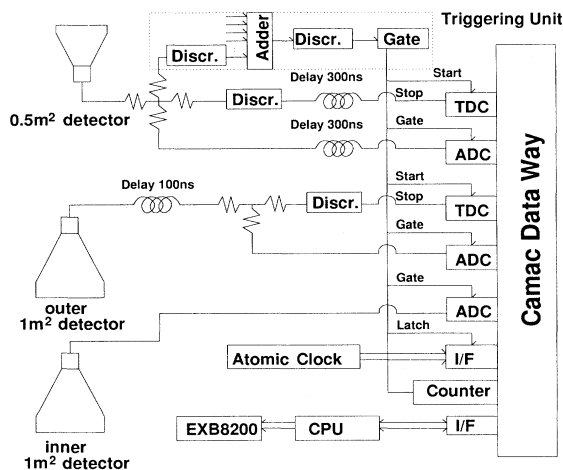 Triggering Unit
Adder
Discr.
Discr.
Gate
Start
Delay 300ns
Discr.
Stop
TDC
0.5m² detector
Delay 300ns
Gate
ADC
Delay 100ns
Start
Discr.
Stop
TDC
Gate
ADC
Camac Data Way
Gate
outer
1m² detector
ADC
Latch
Atomic Clock
I/F
Counter
inner
1m² detector
EXB8200
CPU
I/F